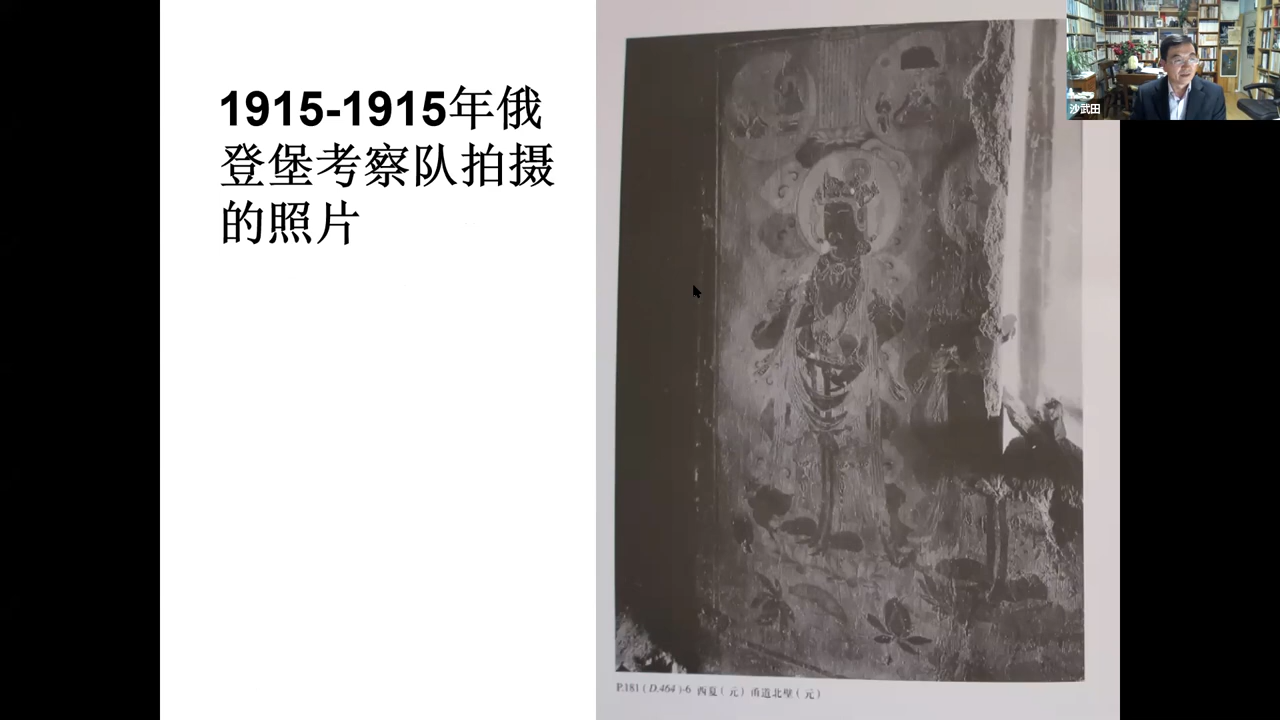 1915-1915年俄
登堡考察队拍摄
的照片
沙武田
P.181 ( D.464 )-6 西夏（元）甬道北壁（元）